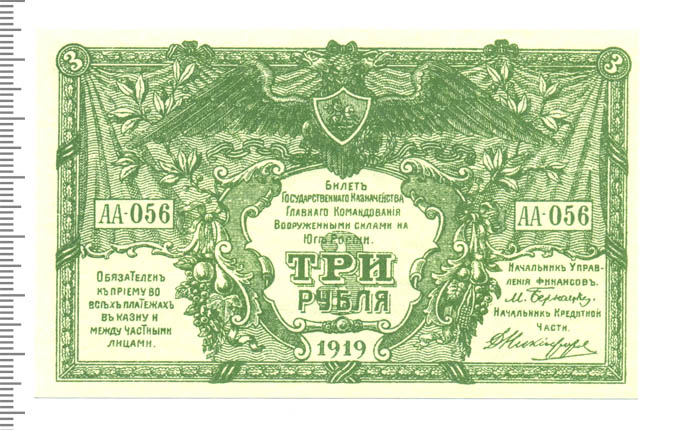 3 3
БИЛЕТЪ
ГОСУДАРСТВЕННАГО КАЗНАЧЕЙСТВА
ГЛАВНАГО КОМАНДОВАНІЯ
ВООРУЖЕННЫМИ СИЛАМИ НА
ЮГѢ РОССІИ.
АА-056 АА-056
ТРИ
РУБЛЯ
1919
ОБЯЗАТЕЛЕНЪ
КЪ ПРІЕМУ ВО
ВСѢХЪ ПЛАТЕЖАХЪ
ВЪ КАЗНУ И
МЕЖДУ ЧАСТНЫМИ
ЛИЦАМИ.
НАЧАЛЬНИКЪ УПРАВ-
ЛЕНІЯ ФИНАНСОВЪ.
М. Бернацкій
НАЧАЛЬНИКЪ КРЕДИТНОЙ
ЧАСТИ.